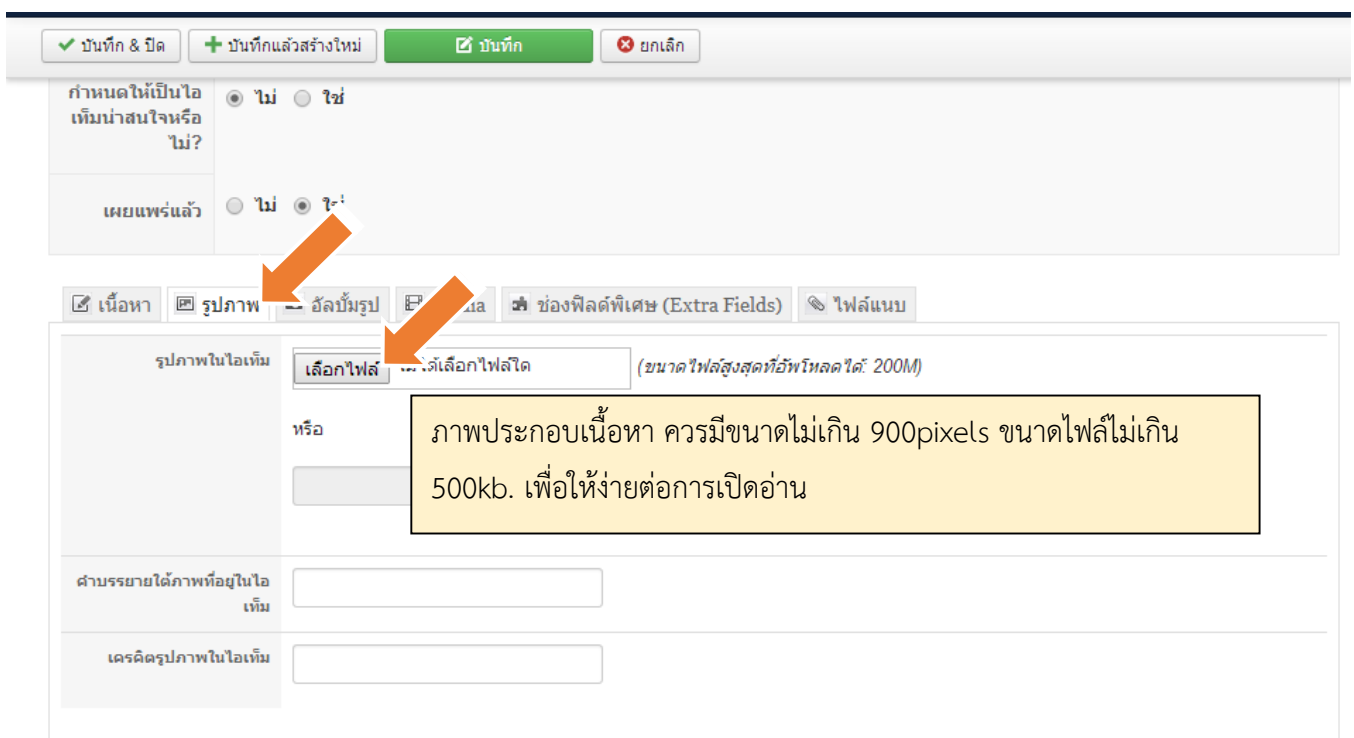 บันทึก & ปิด บันทึกแล้วสร้างใหม่ บันทึก ยกเลิก
กำหนดให้เป็นไอ
เท็มน่าสนใจหรือ
ไม่?
ไม่ ใช่
เผยแพร่แล้ว ไม่
เนื้อหา รูปภาพ อัลบั้มรูป ช่องฟิลด์พิเศษ (Extra Fields) ไฟล์แนบ
รูปภาพในไอเท็ม เลือกไฟล์ ได้เลือกไฟล์ใด (ขนาดไฟล์สูงสุดที่อัพโหลดได้: 200M)
หรือ
ภาพประกอบเนื้อหา ควรมีขนาดไม่เกิน 900pixels ขนาดไฟล์ไม่เกิน
500kb. เพื่อให้ง่ายต่อการเปิดอ่าน
คำบรรยายใต้ภาพที่อยู่ในไอ
เท็ม
เครดิตรูปภาพในไอเท็ม